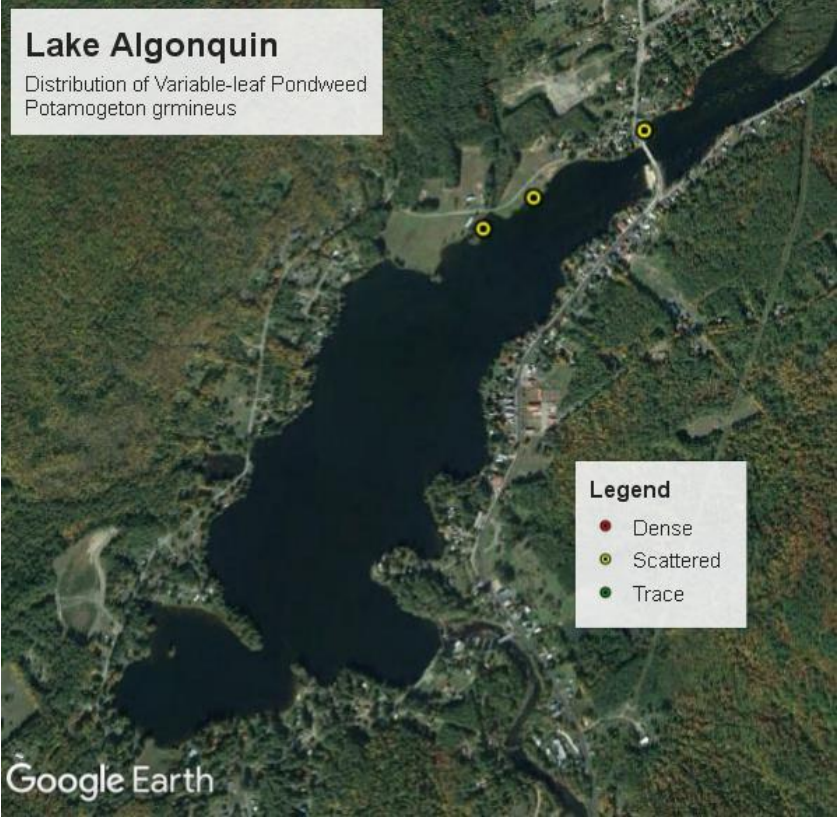 Lake Algonquin
Distribution of Variable-leaf Pondweed
Potamogeton grmineus
Legend
Dense
Scattered
Trace
Google Earth